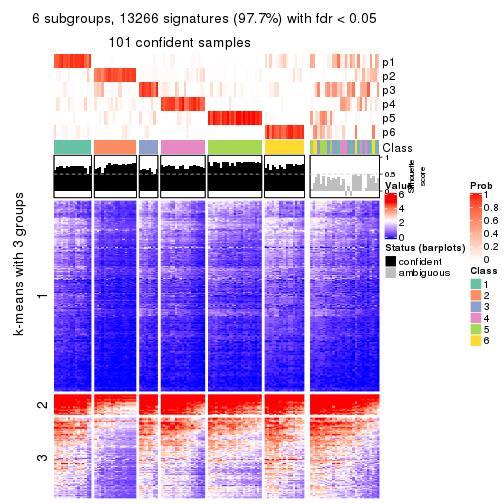 6 subgroups, 13266 signatures (97.7%) with fdr < 0.05
101 confident samples
p1
p2
p3
p4
p5
p6
Class
1
0.5
0
Silhouette
score
k-means with 3 groups
1
2
3
Value
6
4
2
0
Status (barplots)
confident
ambiguous
Prob
1
0.8
0.6
0.4
0.2
0
Class
1
2
3
4
5
6